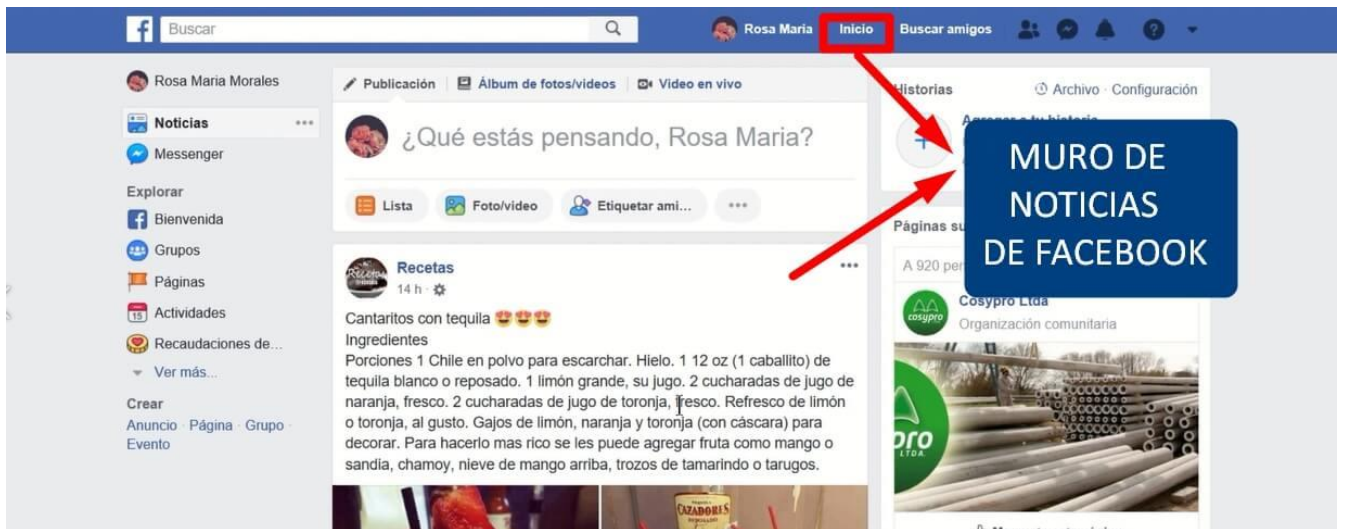 Buscar
Rosa Maria
Inicio
Buscar amigos
Rosa Maria Morales
Noticias
Messenger
Explorar
Bienvenida
Grupos
Páginas
15
Actividades
Recaudaciones de...
Ver más...
Crear
Anuncio · Página · Grupo ·
Evento
Publicación
Álbum de fotos/videos
Video en vivo
¿Qué estás pensando, Rosa Maria?
Lista
Foto/video
Etiquetar ami...
Recetas
Recetas
14 h ·
Cantaritos con tequila 😍😍😍
Ingredientes
Porciones 1 Chile en polvo para escarchar. Hielo. 1 12 oz (1 caballito) de
tequila blanco o reposado. 1 limón grande, su jugo. 2 cucharadas de jugo de
naranja, fresco. 2 cucharadas de jugo de toronja, fresco. Refresco de limón
o toronja, al gusto. Gajos de limón, naranja y toronja (con cáscara) para
decorar. Para hacerlo mas rico se les puede agregar fruta como mango o
sandia, chamoy, nieve de mango arriba, trozos de tamarindo o tarugos.
CAZADORES
Historias
Archivo · Configuración
MURO DE
NOTICIAS
DE FACEBOOK
Páginas
A 920
cosypro
Cosypro Ltda
Organización comunitaria
pro
LTDA.